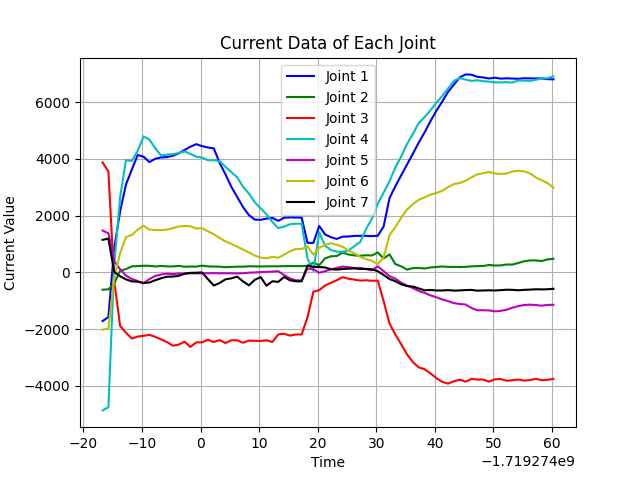 Current Data of Each Joint
Current Value
6000
4000
2000
0
−2000
−4000
Joint 1
Joint 2
Joint 3
Joint 4
Joint 5
Joint 6
Joint 7
−20 −10 0 10 20 30 40 50 60
Time
−1.719274e9